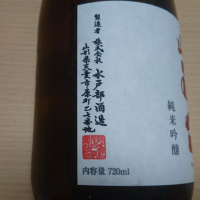 純米吟醸
製造者
株式会社 水戸部酒造
山形県天童市原町乙七番地
内容量 720ml